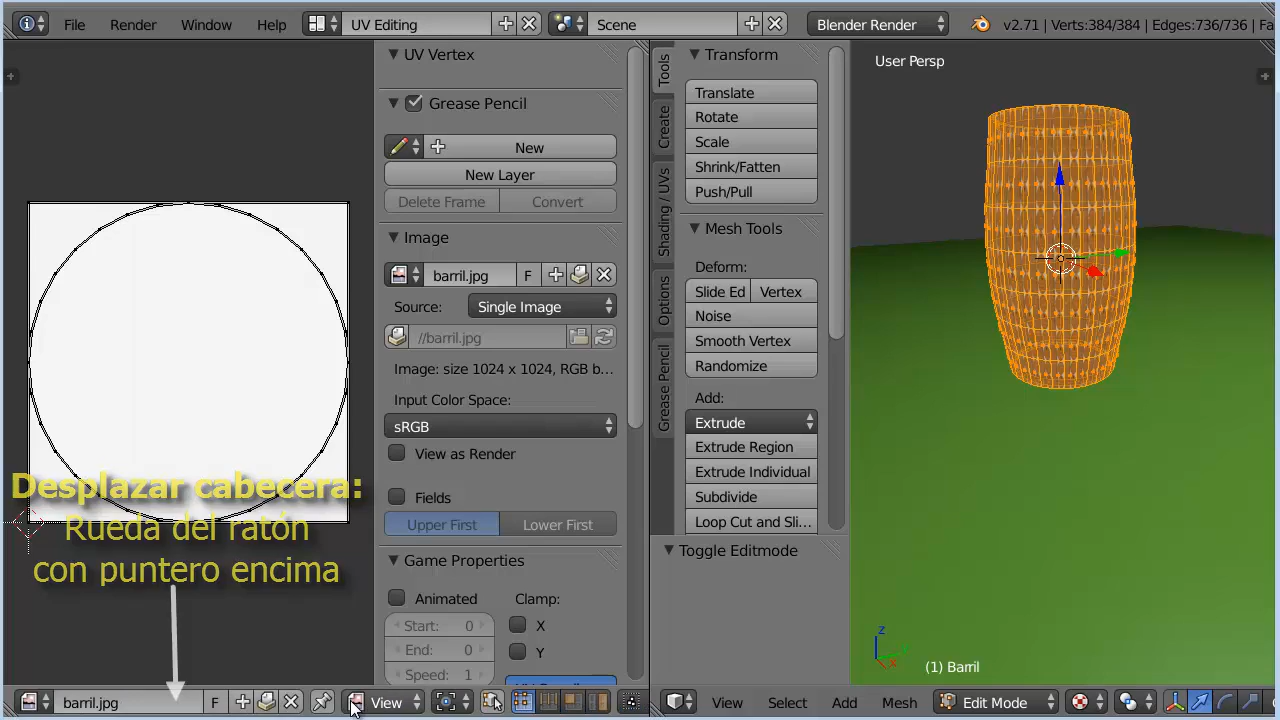 File Render Window Help UV Editing Scene Blender Render v2.71 | Verts:384/384 | Edges:736/736 | Fa
UV Vertex
Grease Pencil
New
New Layer
Delete Frame Convert
Image
barril.jpg F
Source: Single Image
//barril.jpg
Image: size 1024 x 1024, RGB b...
Input Color Space:
sRGB
View as Render
Fields
Upper First Lower First
Game Properties
Animated Clamp:
Start: 0 X
End: 0 Y
Speed: 1
Desplazar cabecera:
Rueda del ratón
con puntero encima
barril.jpg F View
Tools
Create
Shading / UVs
Options
Grease Pencil
Transform
Translate
Rotate
Scale
Shrink/Fatten
Push/Pull
Mesh Tools
Deform:
Slide Ed Vertex
Noise
Smooth Vertex
Randomize
Add:
Extrude
Extrude Region
Extrude Individual
Subdivide
Loop Cut and Sli...
Toggle Editmode
User Persp
z
x
(1) Barril
View Select Add Mesh Edit Mode